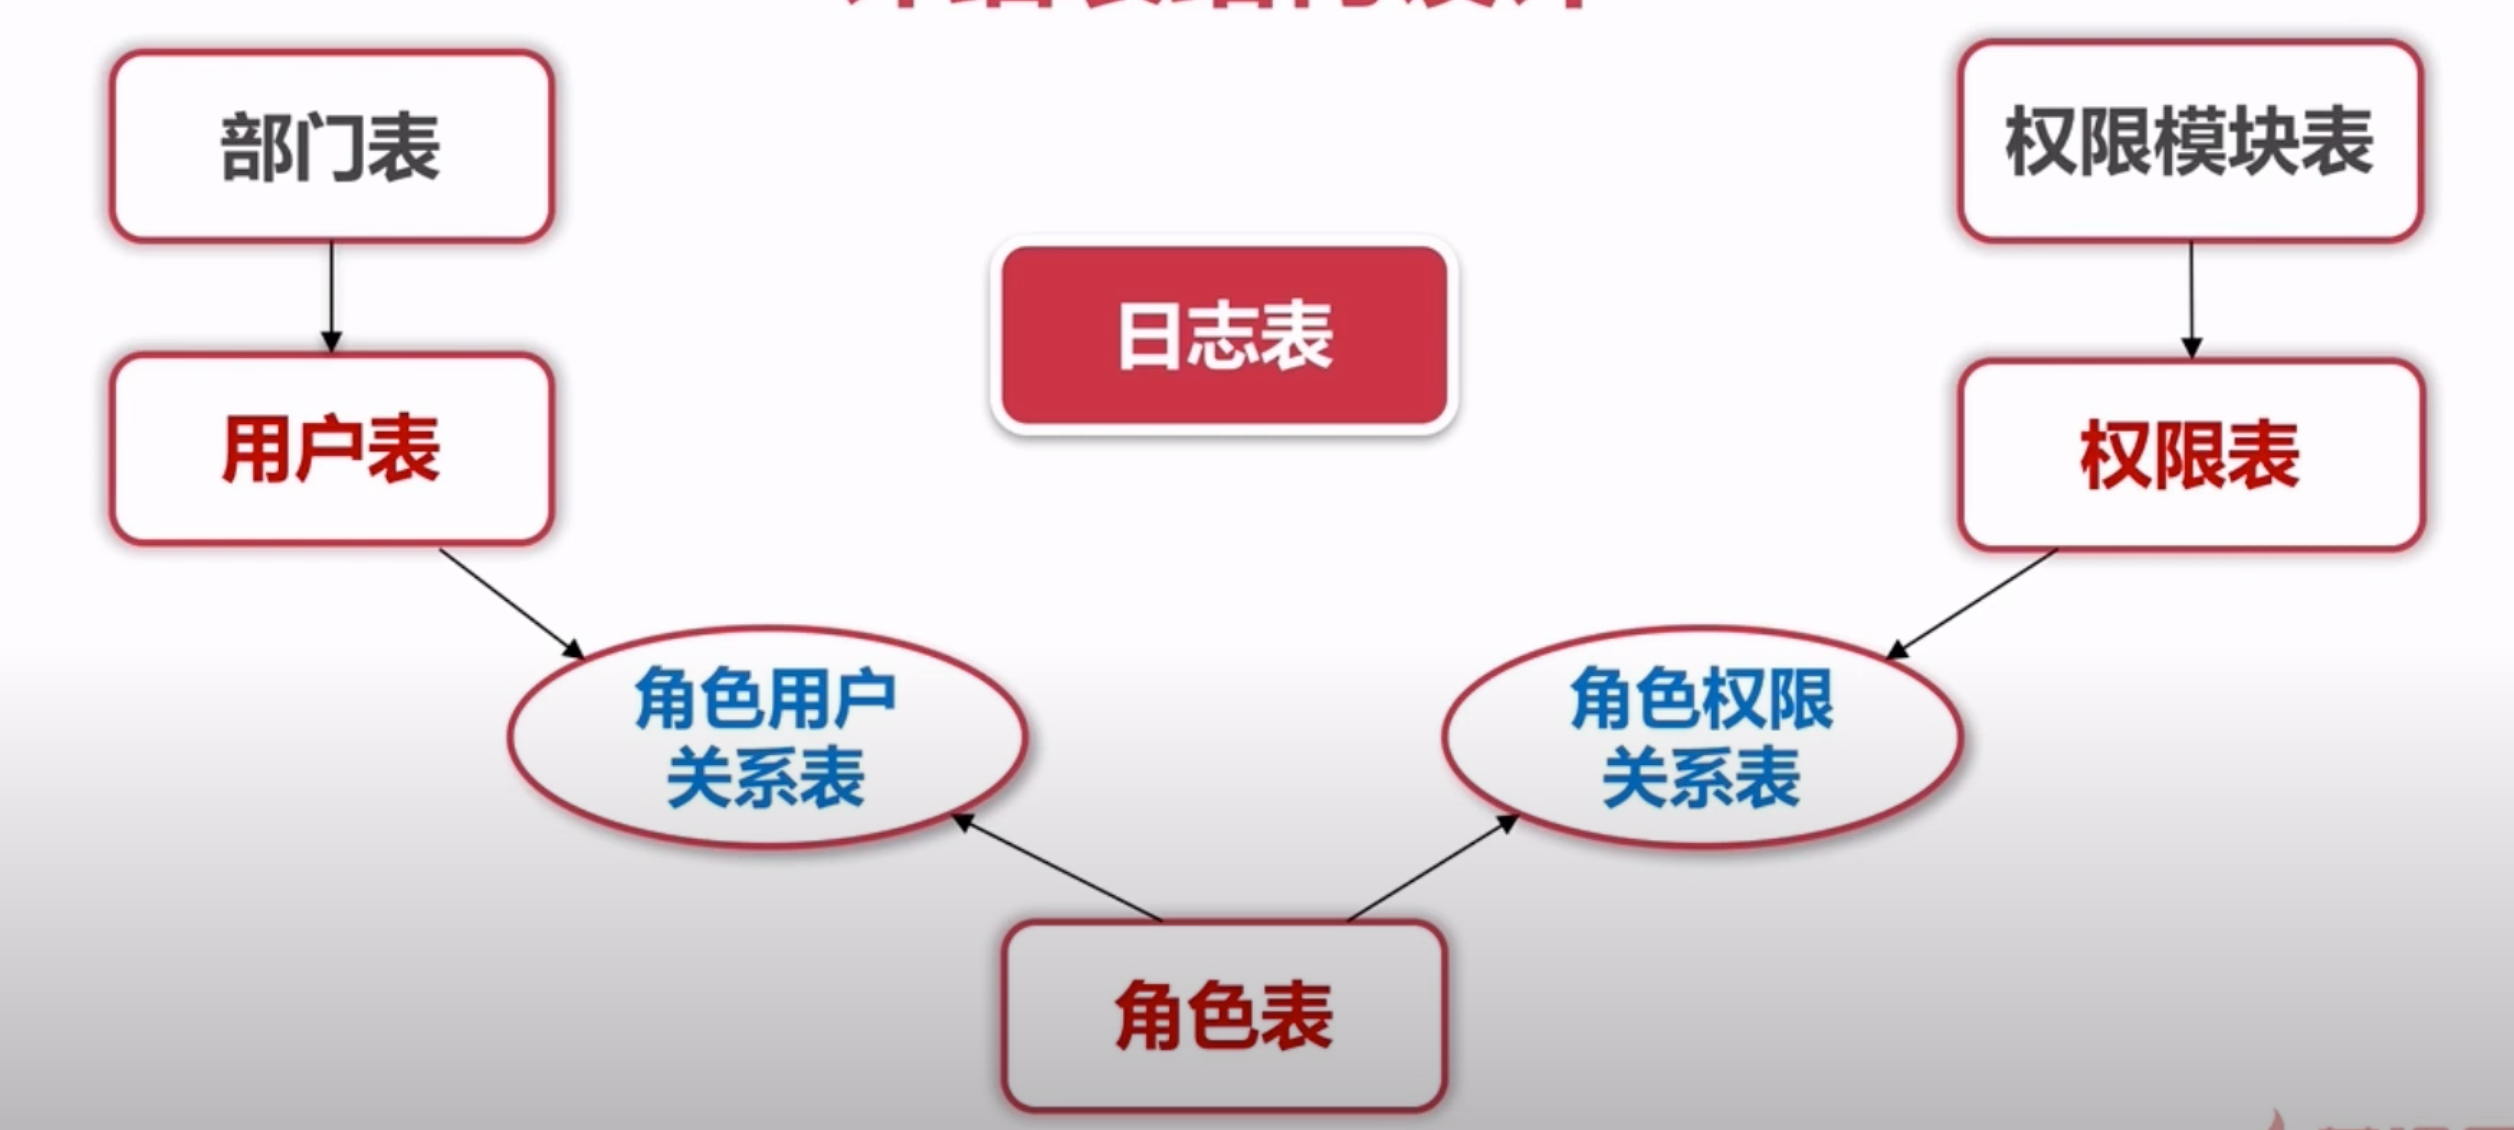 部门表
权限模块表
日志表
用户表
权限表
角色用户
关系表
角色权限
关系表
角色表